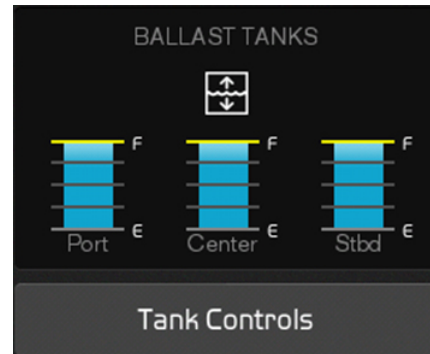 BALLAST TANKS
F F F
E E E
Port Center Stbd
Tank Controls